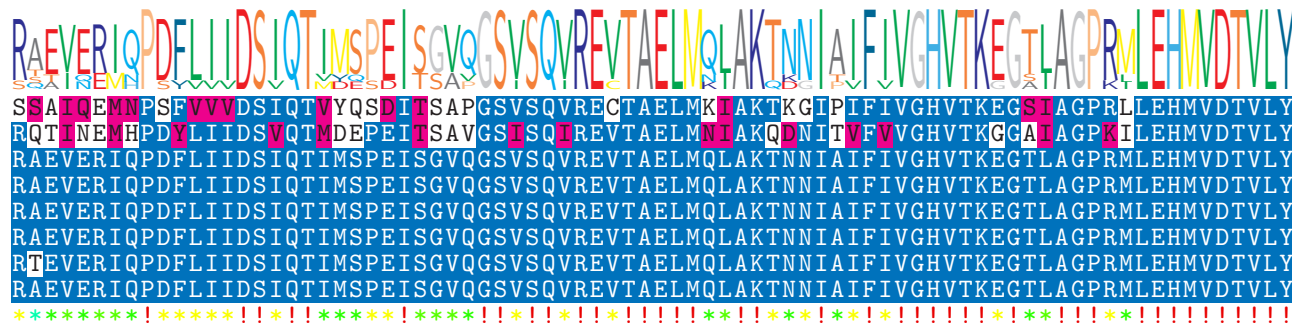 RAEVERIQPDFLIIDSIQTIMSPEISGVQGSVSQVREVTAELMQLAKTNNIAIFIVGHVTKEGTLAGPRMLEHMVDTVLY
SSAIQEMNPSFVVVDSIQTVYQSDITSAPGSVSQVRECTAELMKIAKTKGIPIFIVGHVTKEGSIAGPRLLEHMVDTVLY
RQTINEMHPDYLIIDSVQTMDEPEITSAVGSISQIREVTAELMNIAKQDNITVFVVGHVTKGGAIAGPKILEHMVDTVLY
RAEVERIQPDFLIIDSIQTIMSPEISGVQGSVSQVREVTAELMQLAKTNNIAIFIVGHVTKEGTLAGPRMLEHMVDTVLY
RAEVERIQPDFLIIDSIQTIMSPEISGVQGSVSQVREVTAELMQLAKTNNIAIFIVGHVTKEGTLAGPRMLEHMVDTVLY
RAEVERIQPDFLIIDSIQTIMSPEISGVQGSVSQVREVTAELMQLAKTNNIAIFIVGHVTKEGTLAGPRMLEHMVDTVLY
RAEVERIQPDFLIIDSIQTIMSPEISGVQGSVSQVREVTAELMQLAKTNNIAIFIVGHVTKEGTLAGPRMLEHMVDTVLY
RTEVERIQPDFLIIDSIQTIMSPEISGVQGSVSQVREVTAELMQLAKTNNIAIFIVGHVTKEGTLAGPRMLEHMVDTVLY
RAEVERIQPDFLIIDSIQTIMSPEISGVQGSVSQVREVTAELMQLAKTNNIAIFIVGHVTKEGTLAGPRMLEHMVDTVLY
********!*****!!*!!*****!****!!*!!*!!*!!!!!**!!***!**!*!!!!!!*!**!!!**!!!!!!!!!!